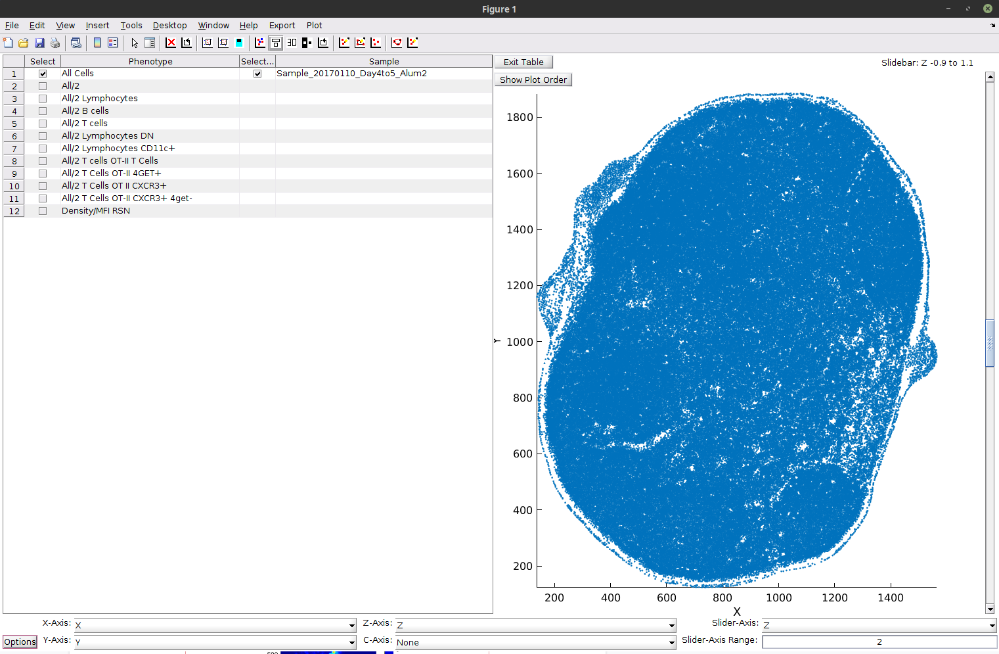 Figure 1
File Edit View Insert Tools Desktop Window Help Export Plot
3D
Select Phenotype Select... Sample
1 All Cells Sample_20170110_Day4to5_Alum2
2 All/2
3 All/2 Lymphocytes
4 All/2 B cells
5 All/2 T cells
6 All/2 Lymphocytes DN
7 All/2 Lymphocytes CD11c+
8 All/2 T cells OT-II T Cells
9 All/2 T Cells OT-II 4GET+
10 All/2 T Cells OT II CXCR3+
11 All/2 T Cells OT-II CXCR3+ 4get-
12 Density/MFI RSN
Exit Table
Slidebar: Z -0.9 to 1.1
Show Plot Order
1800
1600
1400
1200
1000
800
600
400
200
Y
200 400 600 800 1000 1200 1400
X
X-Axis: X Z-Axis: Z Slider-Axis: Z
Options Y-Axis: Y C-Axis: None Slider-Axis Range: 2